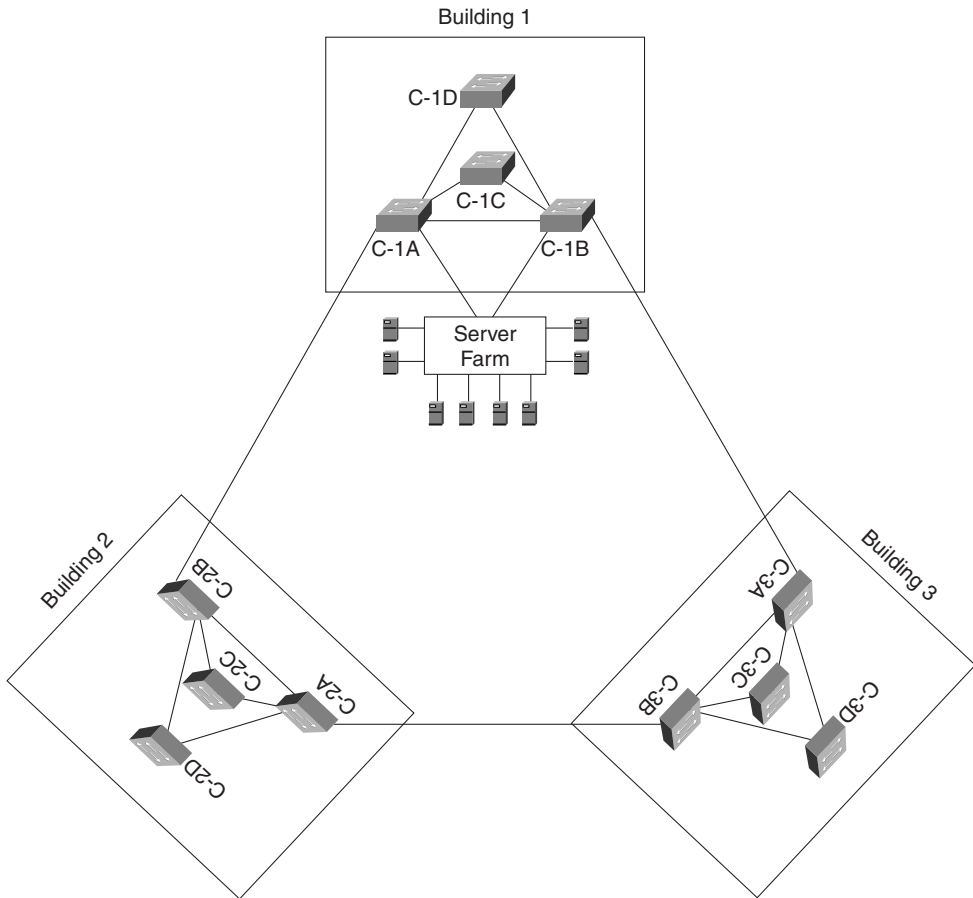 Building 1
C-1D
C-1C
C-1A
C-1B
Server
Farm
Building 2
C-2B
C-2C
C-2A
C-2D
Building 3
C-3A
C-3C
C-3B
C-3D